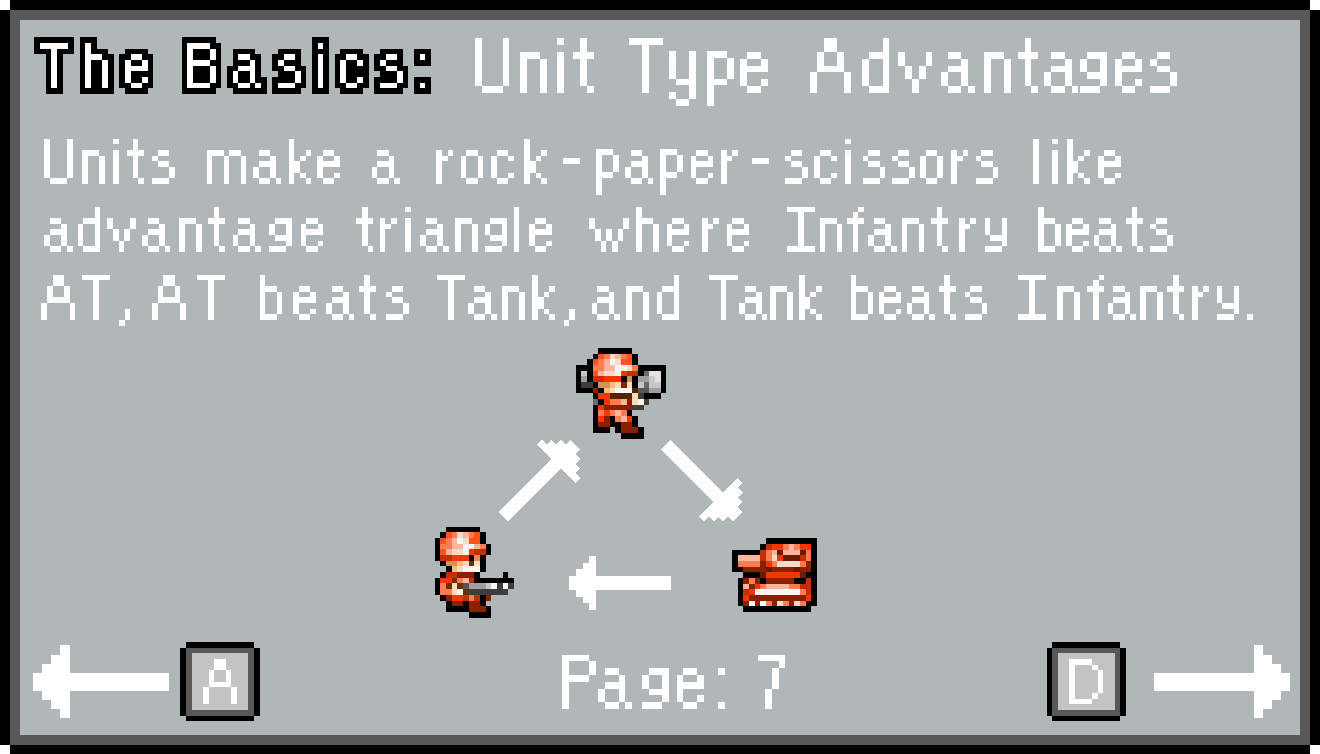 The Basics: Unit Type Advantages
Units make a rock-paper-scissors like
advantage triangle where Infantry beats
AT, AT beats Tank, and Tank beats Infantry.
A Page: 7 D